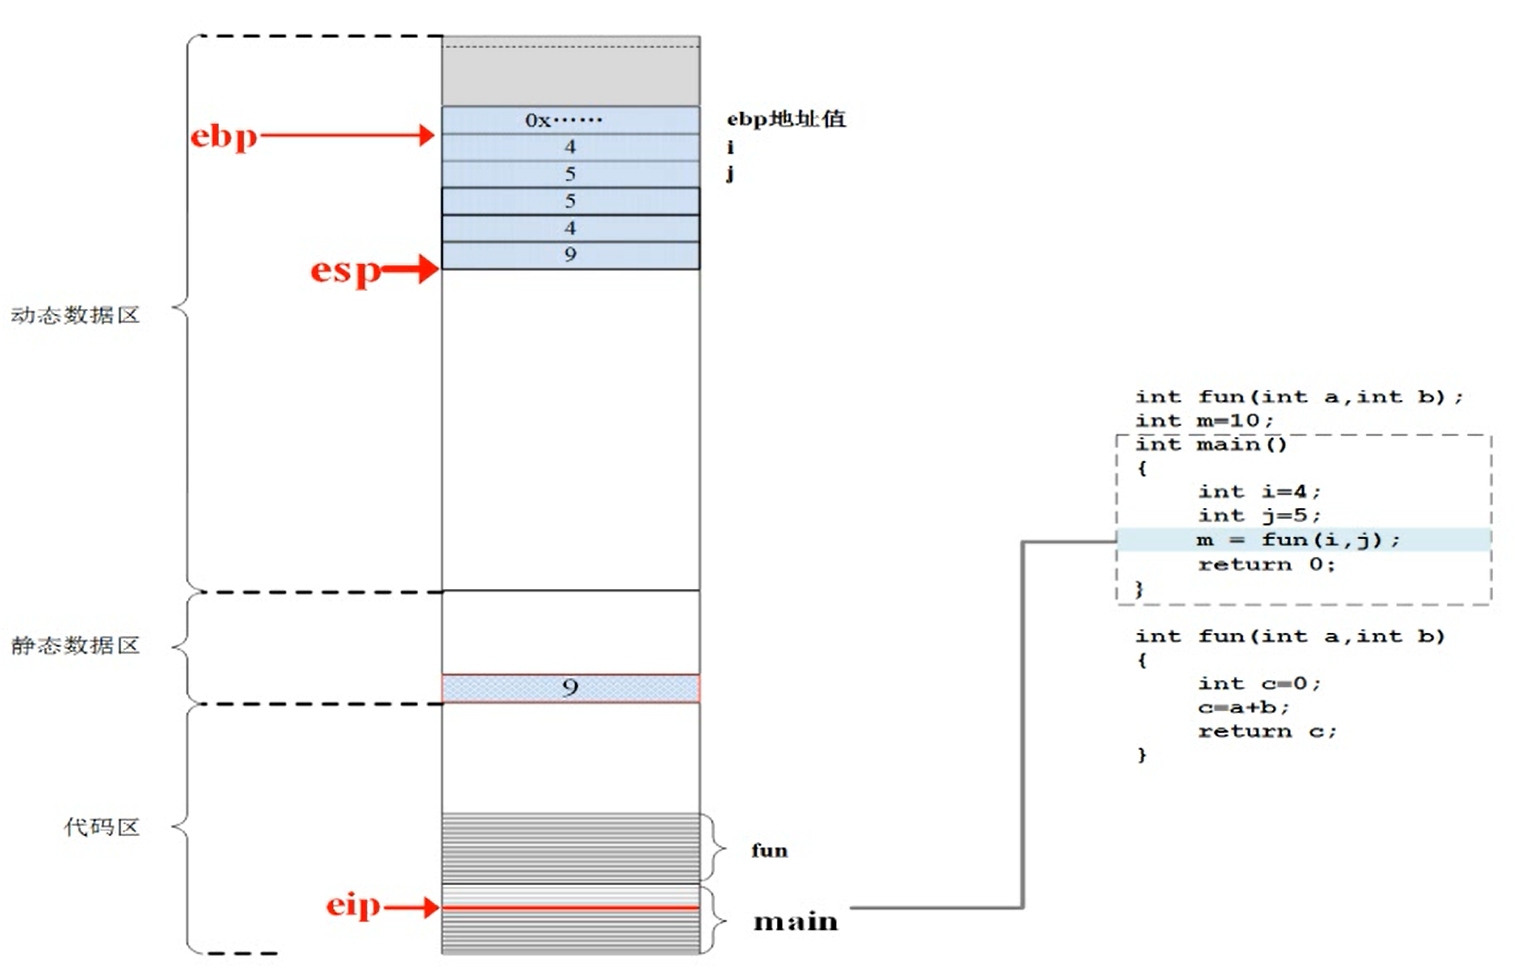 0x······
ebp地址值
ebp
4
i
5
j
5
4
9
esp
动态数据区
静态数据区
9
代码区
fun
eip
main
int fun(int a,int b);
int m=10;
int main()
{
int i=4;
int j=5;
m = fun(i,j);
return 0;
}
int fun(int a,int b)
{
int c=0;
c=a+b;
return c;
}